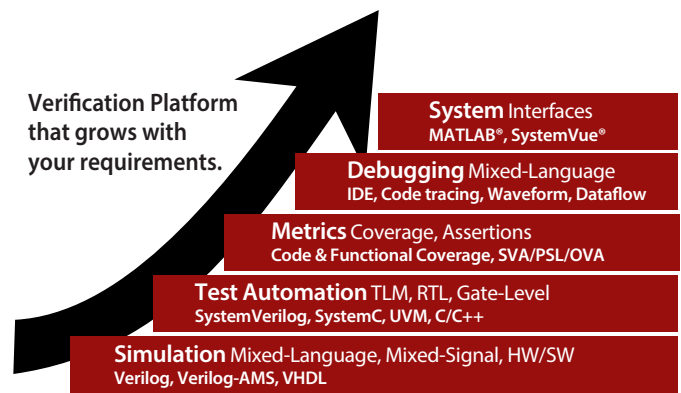 Verification Platform
that grows with
your requirements.
System Interfaces
MATLAB®, SystemVue®
Debugging Mixed-Language
IDE, Code tracing, Waveform, Dataflow
Metrics Coverage, Assertions
Code & Functional Coverage, SVA/PSL/OVA
Test Automation TLM, RTL, Gate-Level
SystemVerilog, SystemC, UVM, C/C++
Simulation Mixed-Language, Mixed-Signal, HW/SW
Verilog, Verilog-AMS, VHDL